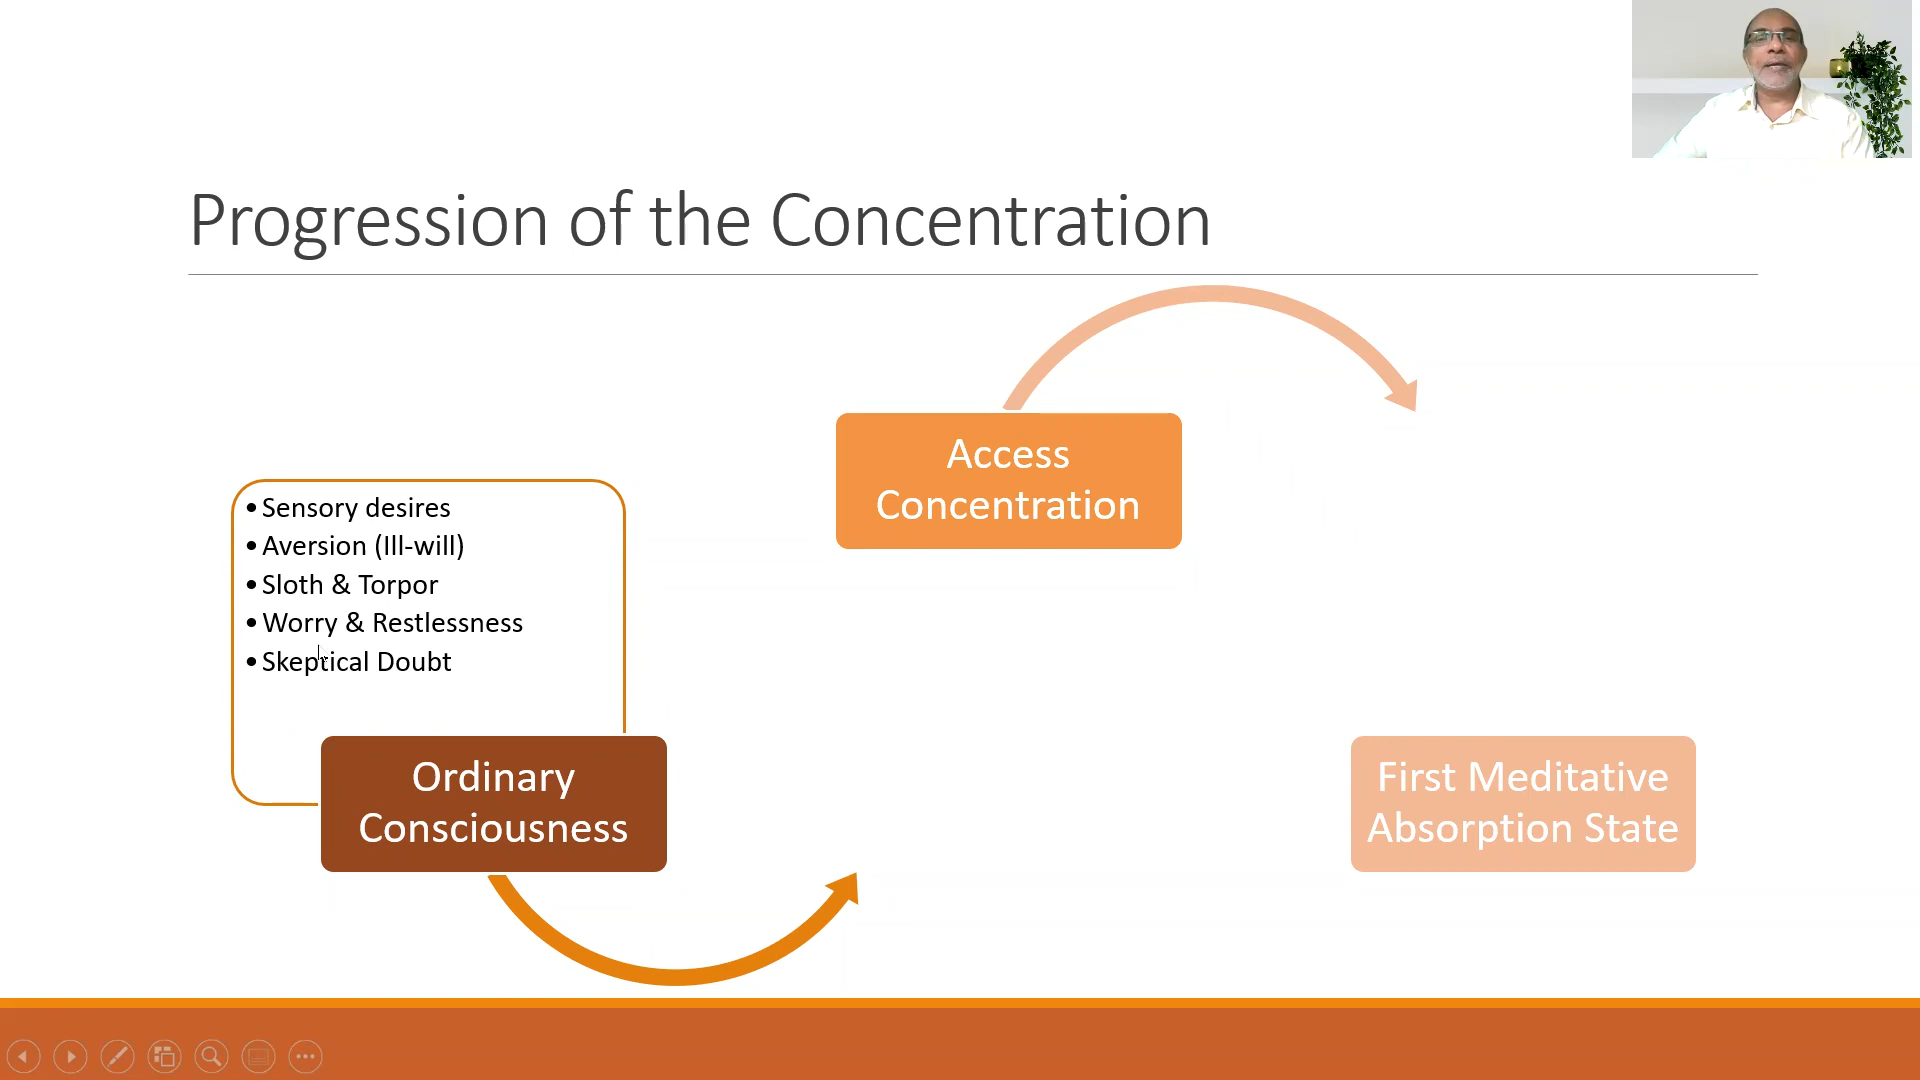 Progression of the Concentration
• Sensory desires
• Aversion (Ill-will)
• Sloth & Torpor
• Worry & Restlessness
• Skeptical Doubt
Ordinary
Consciousness
Access
Concentration
First Meditative
Absorption State